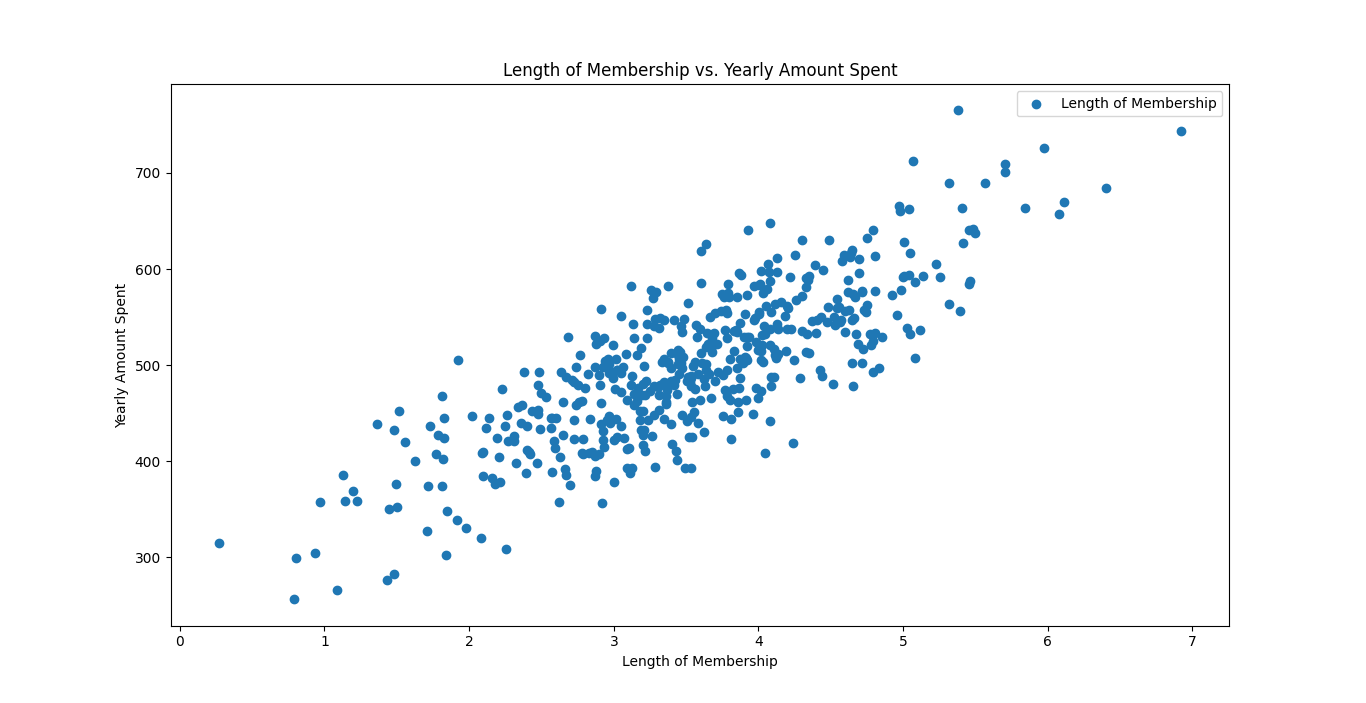 Length of Membership vs. Yearly Amount Spent
Length of Membership
Yearly Amount Spent
700
600
500
400
300
0 1 2 3 4 5 6 7
Length of Membership